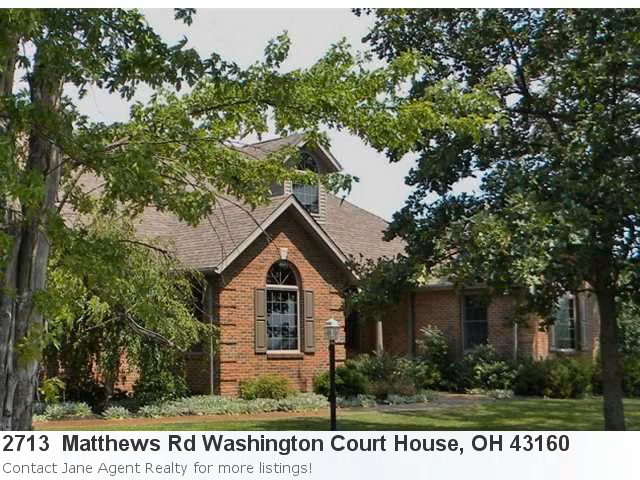 2713 Matthews Rd Washington Court House, OH 43160
Contact Jane Agent Realty for more listings!